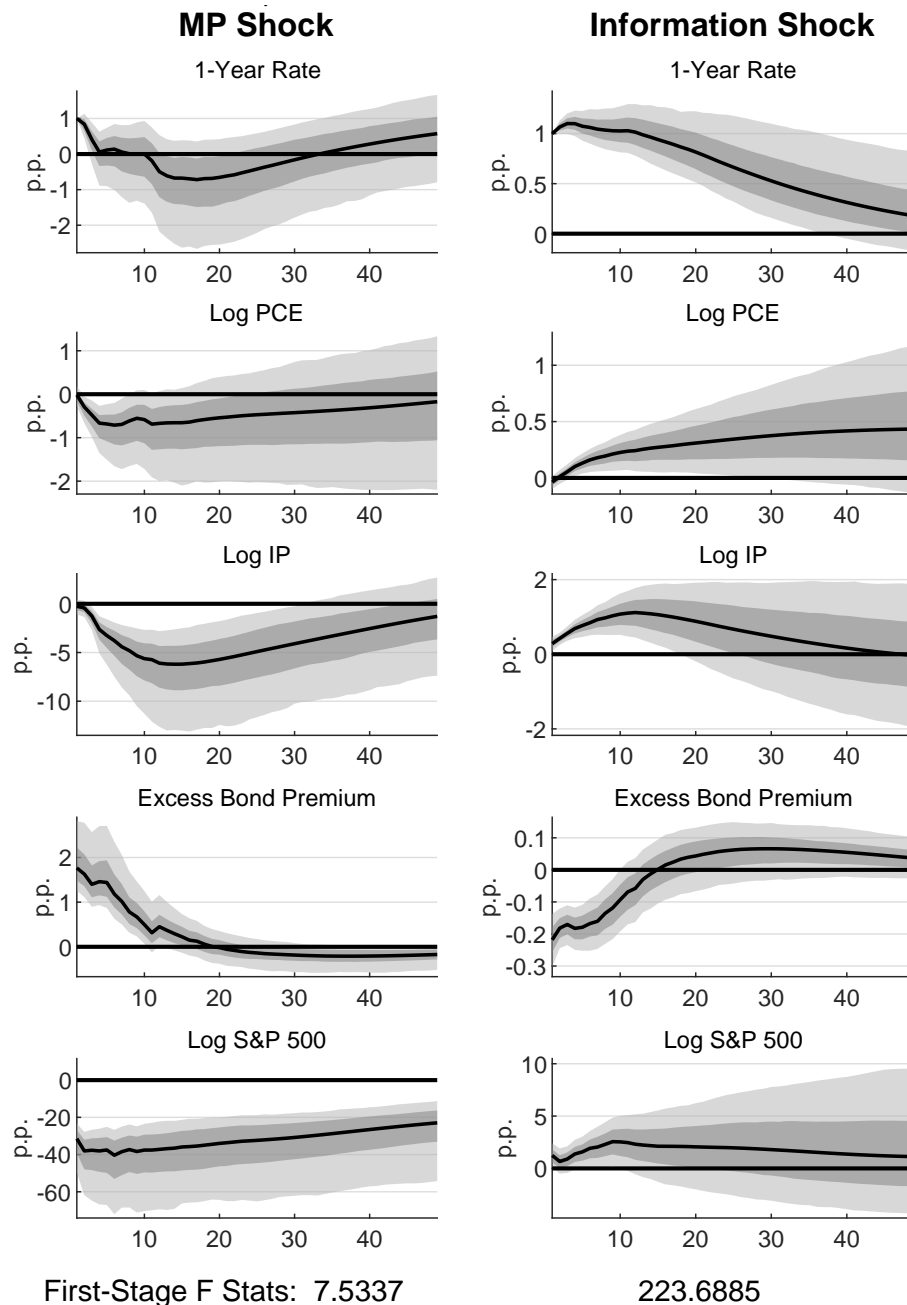 MP Shock
Information Shock
1-Year Rate
1
0
-1
-2
p.p.
10 20 30 40
1-Year Rate
1
0.5
0
p.p.
10 20 30 40
Log PCE
1
0
-1
-2
p.p.
10 20 30 40
Log PCE
1
0.5
0
p.p.
10 20 30 40
Log IP
0
-5
-10
p.p.
10 20 30 40
Log IP
2
0
-2
p.p.
10 20 30 40
Excess Bond Premium
2
1
0
p.p.
10 20 30 40
Excess Bond Premium
0.1
0
-0.1
-0.2
-0.3
p.p.
10 20 30 40
Log S&P 500
0
-20
-40
-60
p.p.
10 20 30 40
Log S&P 500
10
5
0
p.p.
10 20 30 40
First-Stage F Stats: 7.5337 223.6885